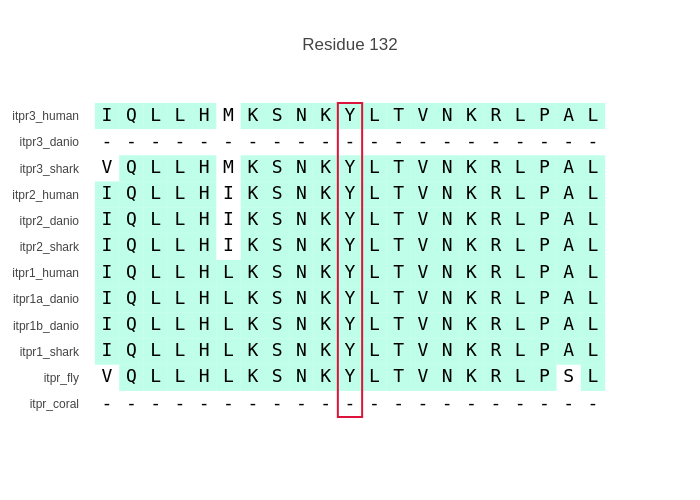 Residue 132
itpr3_human I Q L L H M K S N K Y L T V N K R L P A L
itpr3_danio - - - - - - - - - - - - - - - - - - - - -
itpr3_shark V Q L L H M K S N K Y L T V N K R L P A L
itpr2_human I Q L L H I K S N K Y L T V N K R L P A L
itpr2_danio I Q L L H I K S N K Y L T V N K R L P A L
itpr2_shark I Q L L H I K S N K Y L T V N K R L P A L
itpr1_human I Q L L H L K S N K Y L T V N K R L P A L
itpr1a_danio I Q L L H L K S N K Y L T V N K R L P A L
itpr1b_danio I Q L L H L K S N K Y L T V N K R L P A L
itpr1_shark I Q L L H L K S N K Y L T V N K R L P A L
itpr_fly V Q L L H L K S N K Y L T V N K R L P S L
itpr_coral - - - - - - - - - - - - - - - - - - - - -